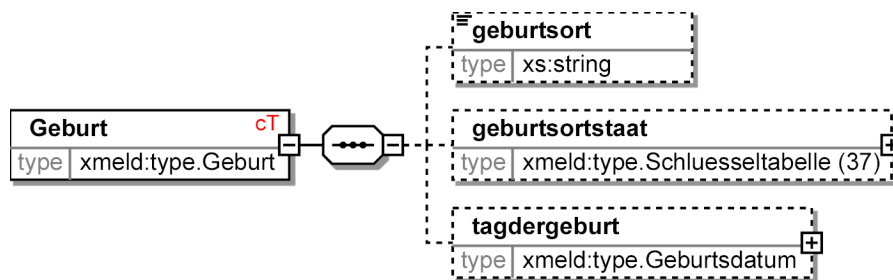 geburtsort
type xs:string
Geburt cT
type xmeld:type.Geburt
geburtsortstaat
type xmeld:type.Schluesseltabelle (37)
tagdergeburt
type xmeld:type.Geburtsdatum